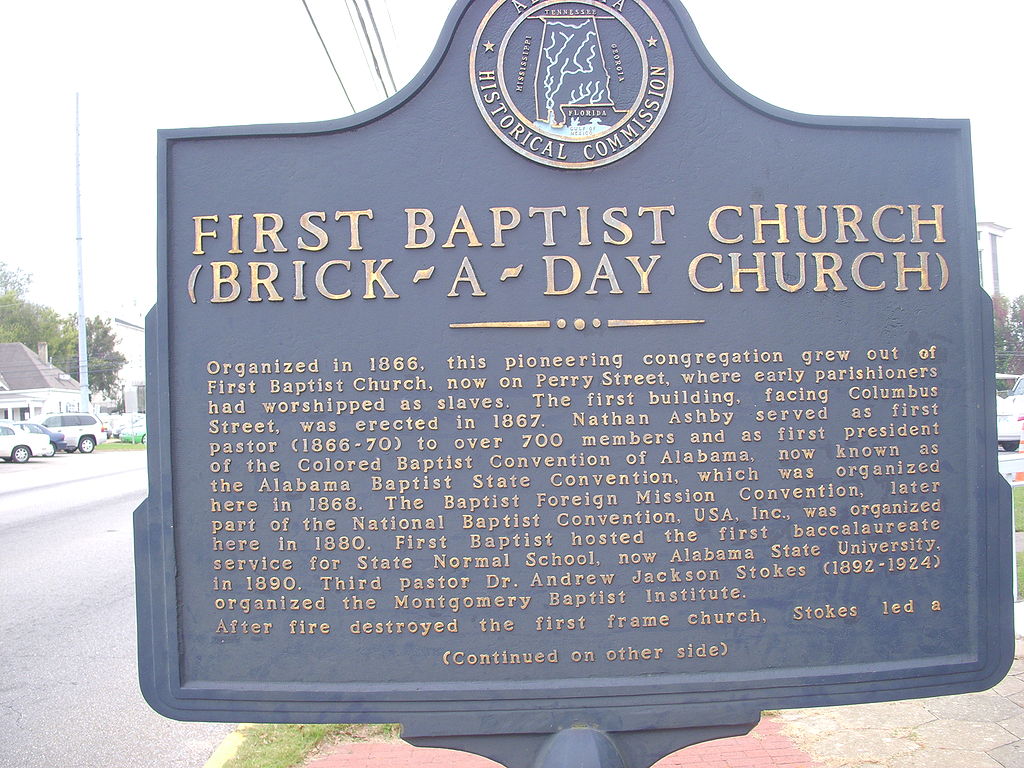 ALABAMA
HISTORICAL COMMISSION
TENNESSEE
MISSISSIPPI
GEORGIA
FLORIDA
GULF OF
MEXICO
FIRST BAPTIST CHURCH
(BRICK-A-DAY CHURCH)
Organized in 1866, this pioneering congregation grew out of
First Baptist Church, now on Perry Street, where early parishioners
had worshipped as slaves. The first building, facing Columbus
Street, was erected in 1867. Nathan Ashby served as first
pastor (1866-70) to over 700 members and as first president
of the Colored Baptist Convention of Alabama, now known as
the Alabama Baptist State Convention, which was organized
here in 1868. The Baptist Foreign Mission Convention, later
part of the National Baptist Convention, USA, Inc., was organized
here in 1880. First Baptist hosted the first baccalaureate
service for State Normal School, now Alabama State University,
in 1890. Third pastor Dr. Andrew Jackson Stokes (1892-1924)
organized the Montgomery Baptist Institute.
After fire destroyed the first frame church, Stokes led a
(Continued on other side)